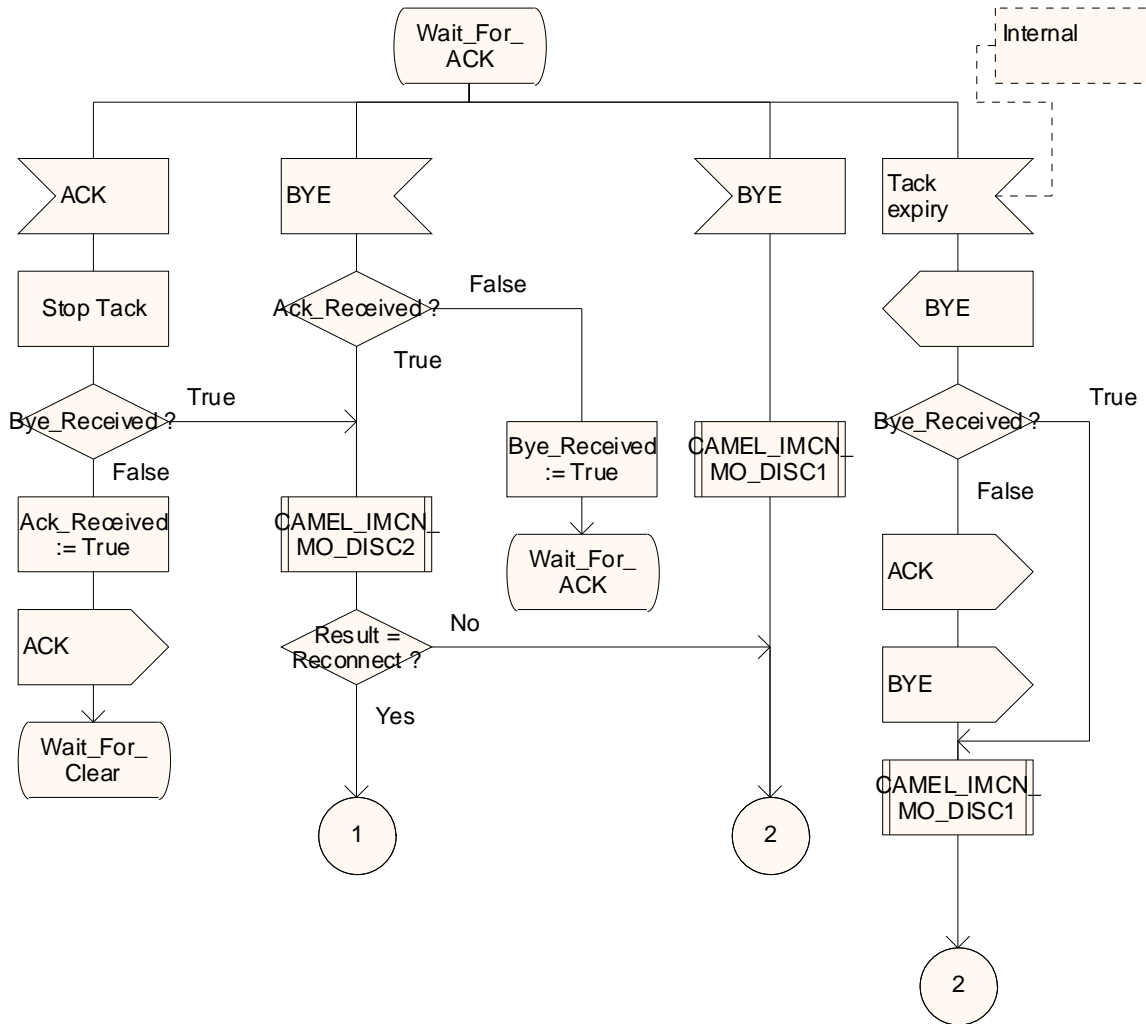 Wait_For_
ACK
Internal
ACK
BYE
BYE
Tack
expiry
Stop Tack
Ack_Received ?
False
True
BYE
Bye_Received ?
True
False
Bye_Received
:= True
CAMEL_IMCN_
MO_DISC1
Bye_Received ?
True
False
Ack_Received
:= True
CAMEL_IMCN_
MO_DISC2
Wait_For_
ACK
ACK
ACK
Result =
Reconnect ?
No
Yes
BYE
Wait_For_
Clear
CAMEL_IMCN_
MO_DISC1
1
2
2